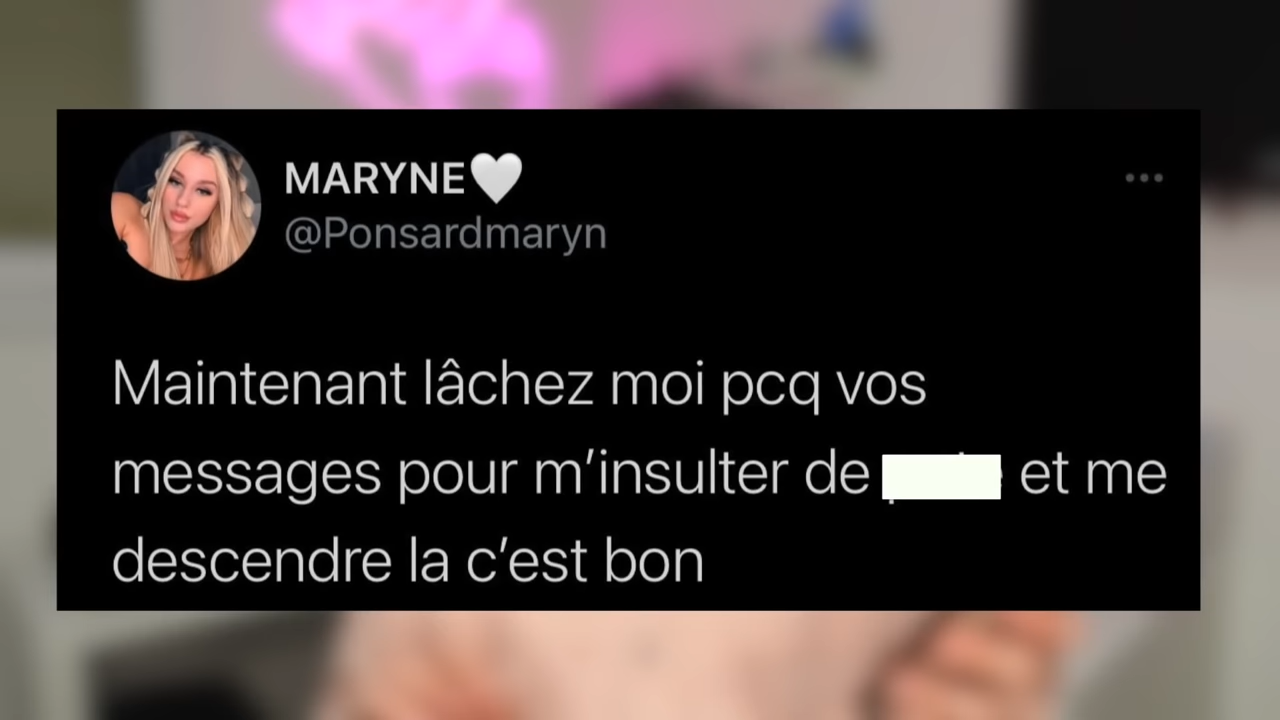 MARYNE🤍
@Ponsardmaryn
Maintenant lâchez moi pcq vos
messages pour m’insulter de et me
descendre la c’est bon